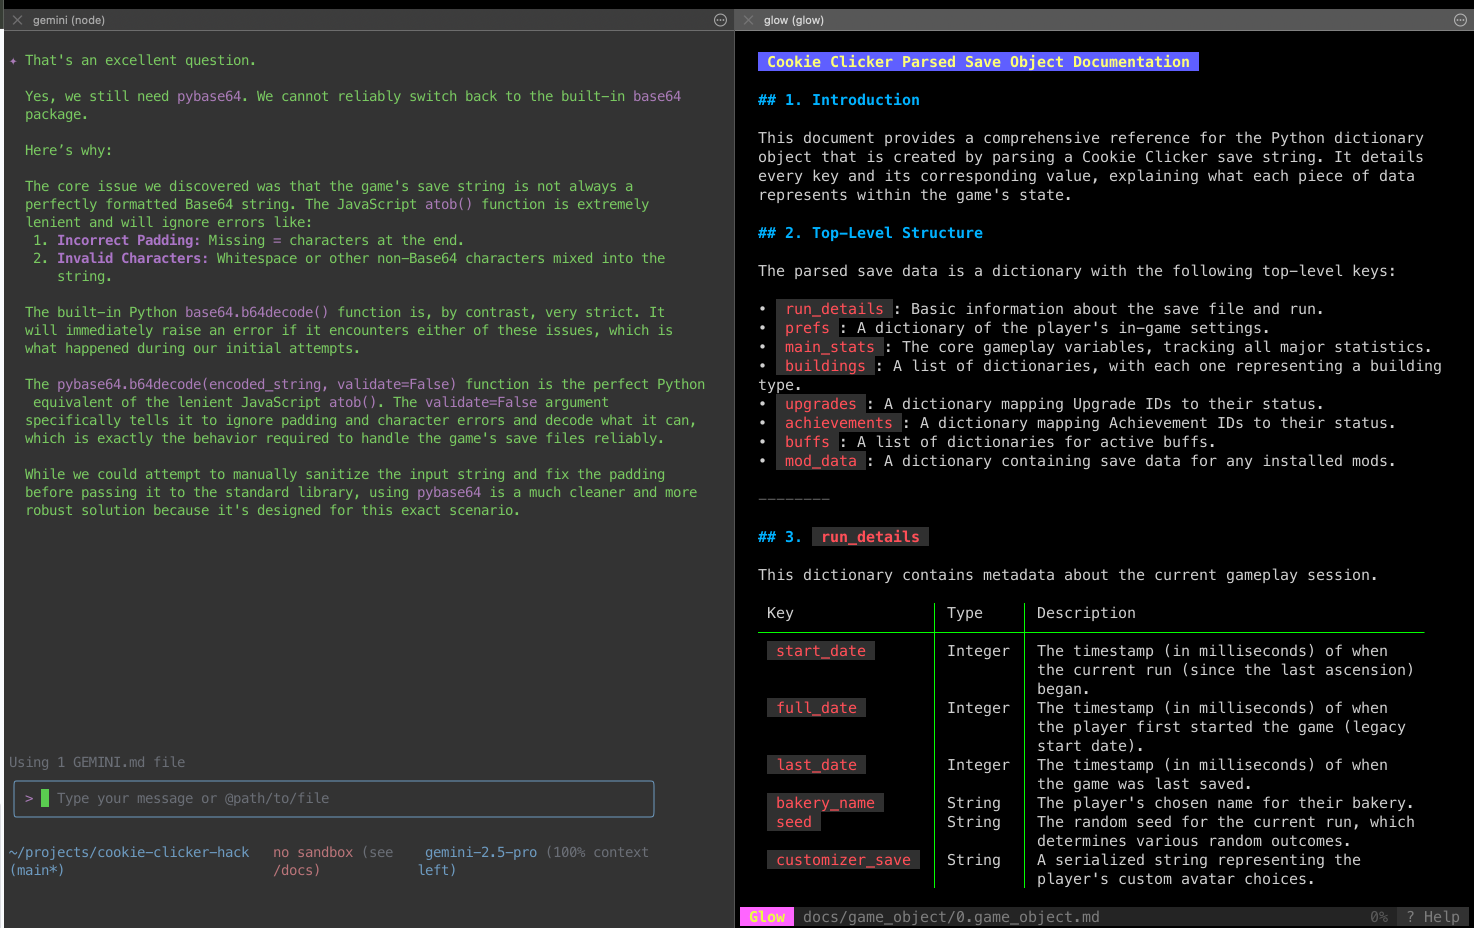 gemini (node)
✦ That's an excellent question.
Yes, we still need pybase64. We cannot reliably switch back to the built-in base64
package.
Here's why:
The core issue we discovered was that the game's save string is not always a
perfectly formatted Base64 string. The JavaScript atob() function is extremely
lenient and will ignore errors like:
1. Incorrect Padding: Missing = characters at the end.
2. Invalid Characters: Whitespace or other non-Base64 characters mixed into the
string.
The built-in Python base64.b64decode() function is, by contrast, very strict. It
will immediately raise an error if it encounters either of these issues, which is
what happened during our initial attempts.
The pybase64.b64decode(encoded_string, validate=False) function is the perfect Python
equivalent of the lenient JavaScript atob(). The validate=False argument
specifically tells it to ignore padding and character errors and decode what it can,
which is exactly the behavior required to handle the game's save files reliably.
While we could attempt to manually sanitize the input string and fix the padding
before passing it to the standard library, using pybase64 is a much cleaner and more
robust solution because it's designed for this exact scenario.
Using 1 GEMINI.md file
> Type your message or @path/to/file
~/projects/cookie-clicker-hack no sandbox (see gemini-2.5-pro (100% context
(main*) /docs) left)
glow (glow)
Cookie Clicker Parsed Save Object Documentation
## 1. Introduction
This document provides a comprehensive reference for the Python dictionary
object that is created by parsing a Cookie Clicker save string. It details
every key and its corresponding value, explaining what each piece of data
represents within the game's state.
## 2. Top-Level Structure
The parsed save data is a dictionary with the following top-level keys:
• run_details : Basic information about the save file and run.
• prefs : A dictionary of the player's in-game settings.
• main_stats : The core gameplay variables, tracking all major statistics.
• buildings : A list of dictionaries, with each one representing a building
type.
• upgrades : A dictionary mapping Upgrade IDs to their status.
• achievements : A dictionary mapping Achievement IDs to their status.
• buffs : A list of dictionaries for active buffs.
• mod_data : A dictionary containing save data for any installed mods.
--------
## 3. run_details
This dictionary contains metadata about the current gameplay session.
Key Type Description
start_date Integer The timestamp (in milliseconds) of when
the current run (since the last ascension)
began.
full_date Integer The timestamp (in milliseconds) of when
the player first started the game (legacy
start date).
last_date Integer The timestamp (in milliseconds) of when
the game was last saved.
bakery_name String The player's chosen name for their bakery.
seed String The random seed for the current run, which
determines various random outcomes.
customizer_save String A serialized string representing the
player's custom avatar choices.
Glow docs/game_object/0.game_object.md 0% ? Help